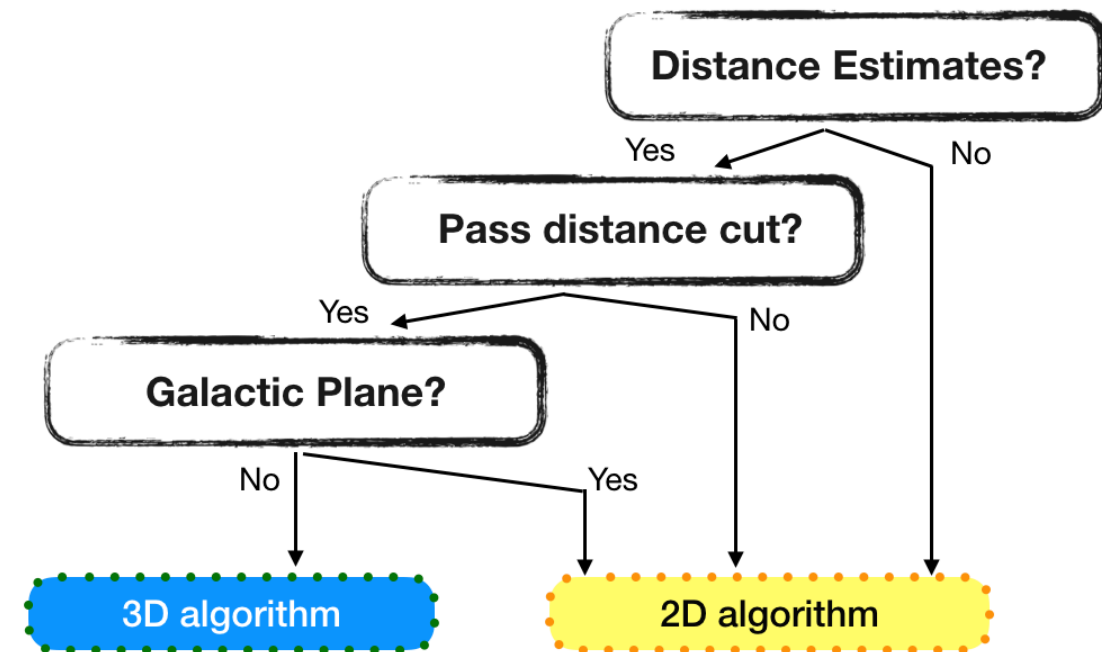 Distance Estimates?
Yes
No
Pass distance cut?
Yes
No
Galactic Plane?
No
Yes
3D algorithm
2D algorithm